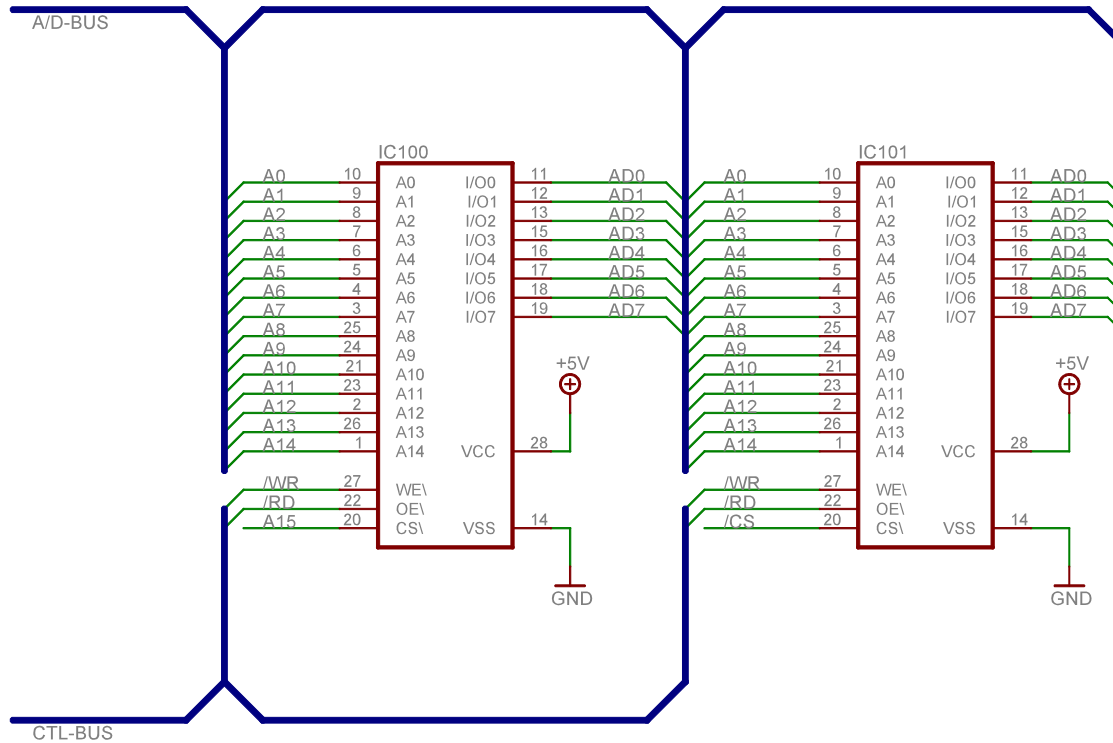 A/D-BUS
IC100 IC101
A0 10 A0 I/O0 11 AD0 A0 10 A0 I/O0 11 AD0
A1 9 A1 I/O1 12 AD1 A1 9 A1 I/O1 12 AD1
A2 8 A2 I/O2 13 AD2 A2 8 A2 I/O2 13 AD2
A3 7 A3 I/O3 15 AD3 A3 7 A3 I/O3 15 AD3
A4 6 A4 I/O4 16 AD4 A4 6 A4 I/O4 16 AD4
A5 5 A5 I/O5 17 AD5 A5 5 A5 I/O5 17 AD5
A6 4 A6 I/O6 18 AD6 A6 4 A6 I/O6 18 AD6
A7 3 A7 I/O7 19 AD7 A7 3 A7 I/O7 19 AD7
A8 25 A8 A8 25 A8
A9 24 A9 A9 24 A9
+5V +5V
A10 21 A10 A10 21 A10
A11 23 A11 A11 23 A11
A12 2 A12 A12 2 A12
A13 26 A13 A13 26 A13
A14 1 A14 VCC 28 A14 1 A14 VCC 28
/WR 27 WE\ /WR 27 WE\
/RD 22 OE\ /RD 22 OE\
A15 20 CS\ VSS 14 /CS 20 CS\ VSS 14
GND GND
CTL-BUS